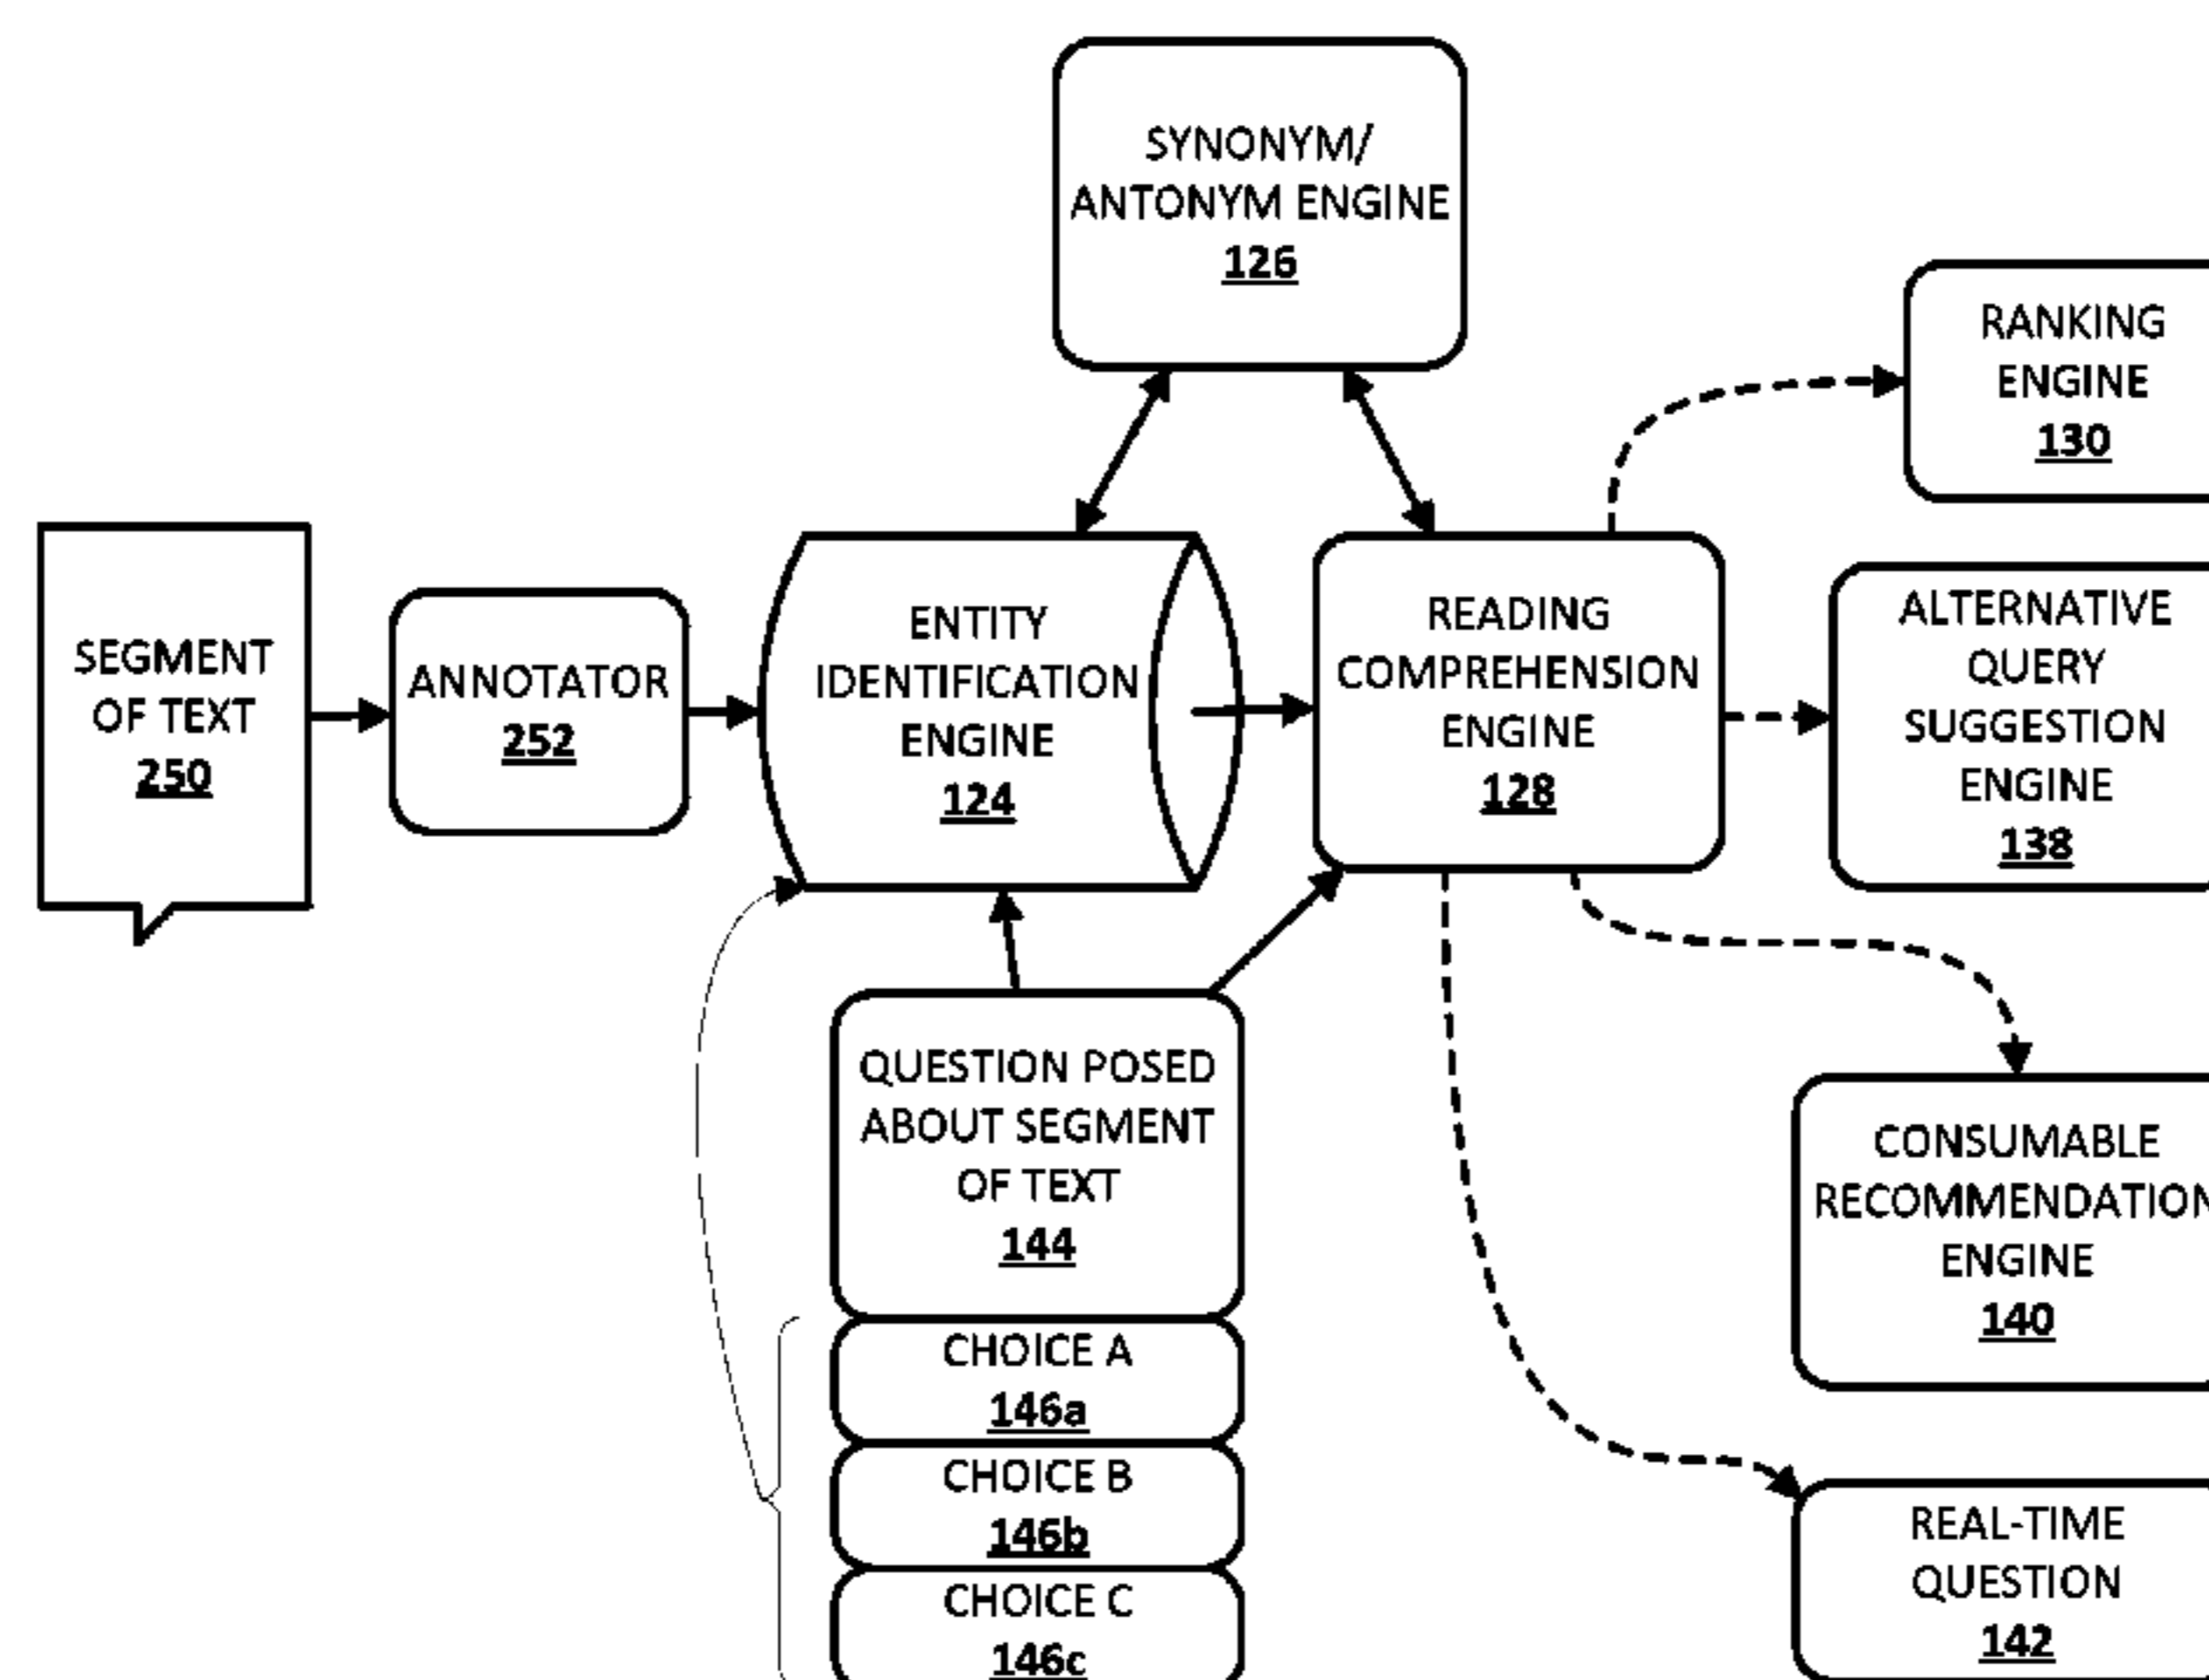 SYNONYM/
ANTONYM ENGINE
126
RANKING
ENGINE
130
SEGMENT
OF TEXT
250
ANNOTATOR
252
ENTITY
IDENTIFICATION
ENGINE
124
READING
COMPREHENSION
ENGINE
128
ALTERNATIVE
QUERY
SUGGESTION
ENGINE
138
QUESTION POSED
ABOUT SEGMENT
OF TEXT
144
CHOICE A
146a
CHOICE B
146b
CHOICE C
146c
CONSUMABLE
RECOMMENDATION
ENGINE
140
REAL-TIME
QUESTION
142